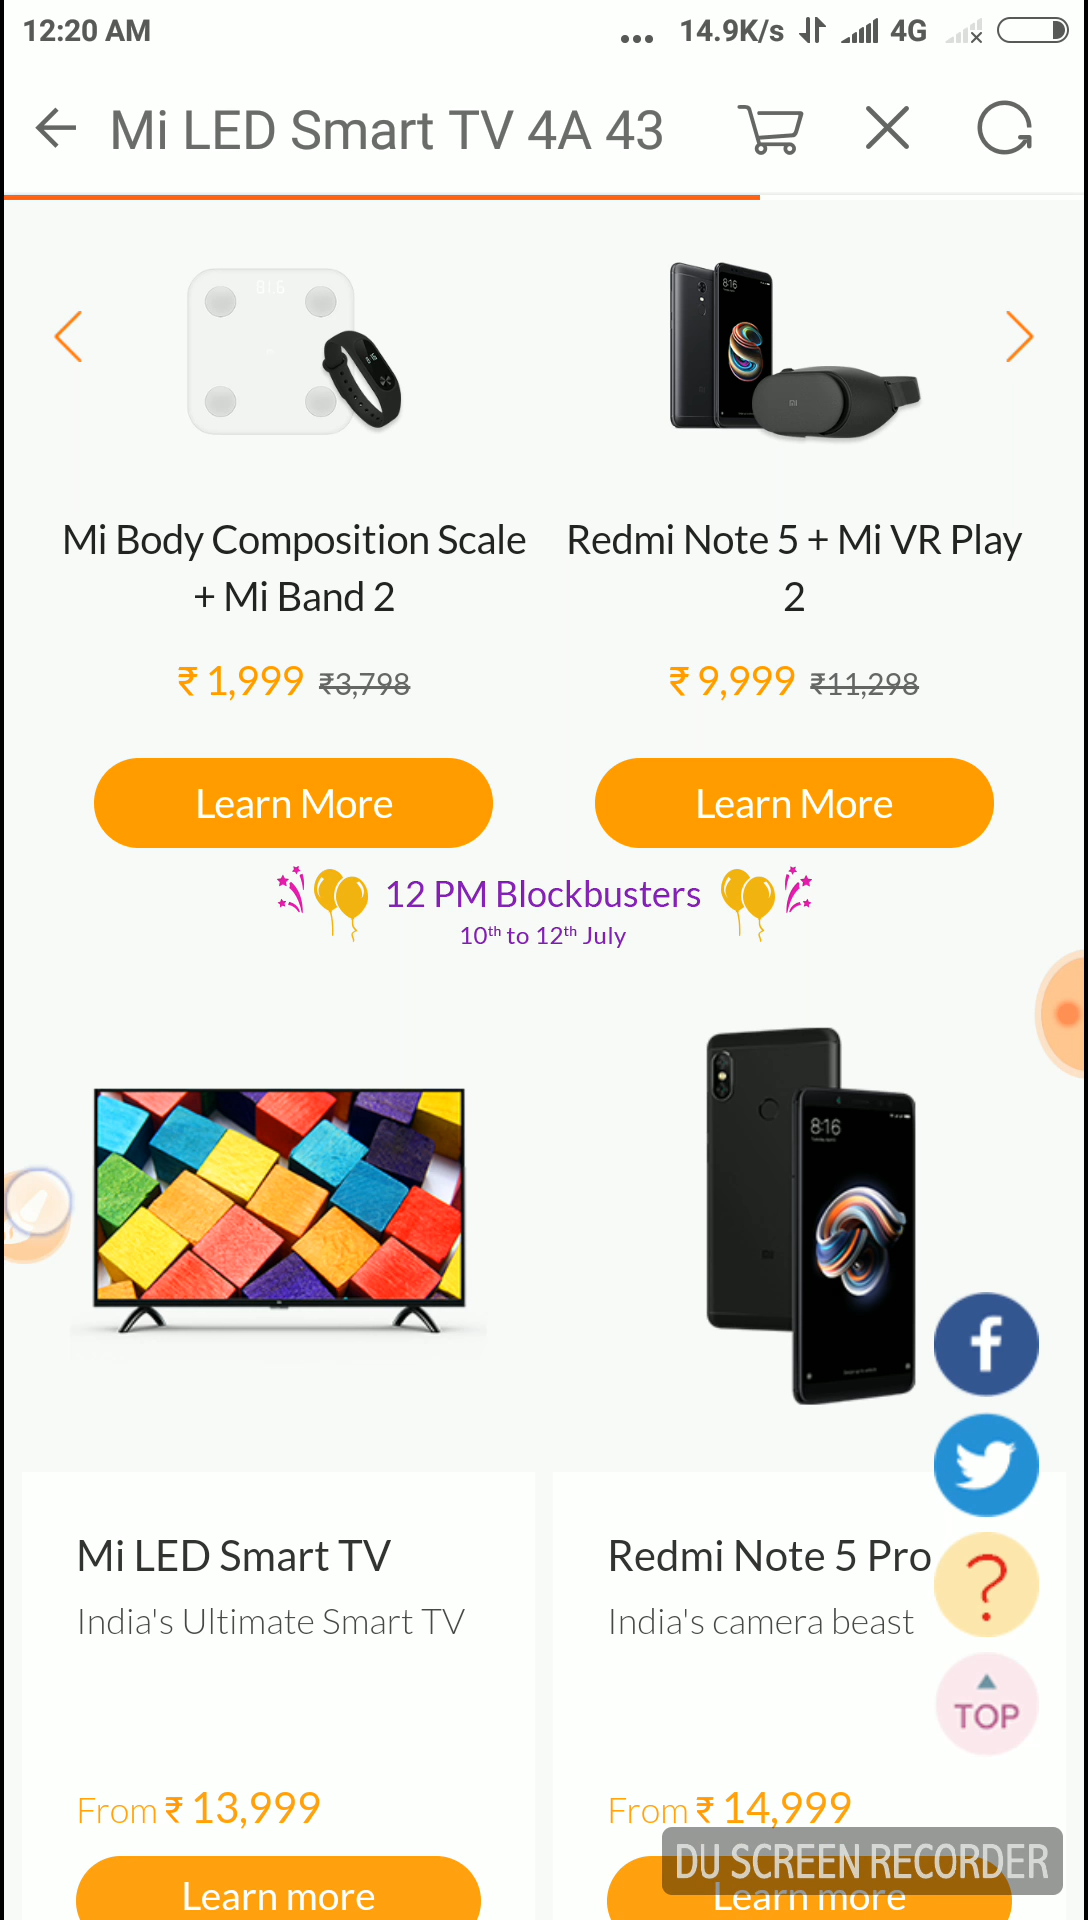 12:20 AM ... 14.9K/s 4G
Mi LED Smart TV 4A 43
Mi Body Composition Scale
+ Mi Band 2
₹ 1,999 ₹3,798
Learn More
Redmi Note 5 + Mi VR Play
2
₹ 9,999 ₹11,298
Learn More
12 PM Blockbusters
10th to 12th July
8:16
Mi LED Smart TV
India's Ultimate Smart TV
From ₹ 13,999
Learn more
Redmi Note 5 Pro
India's camera beast
From ₹ 14,999
Learn more
?
TOP
DU SCREEN RECORDER